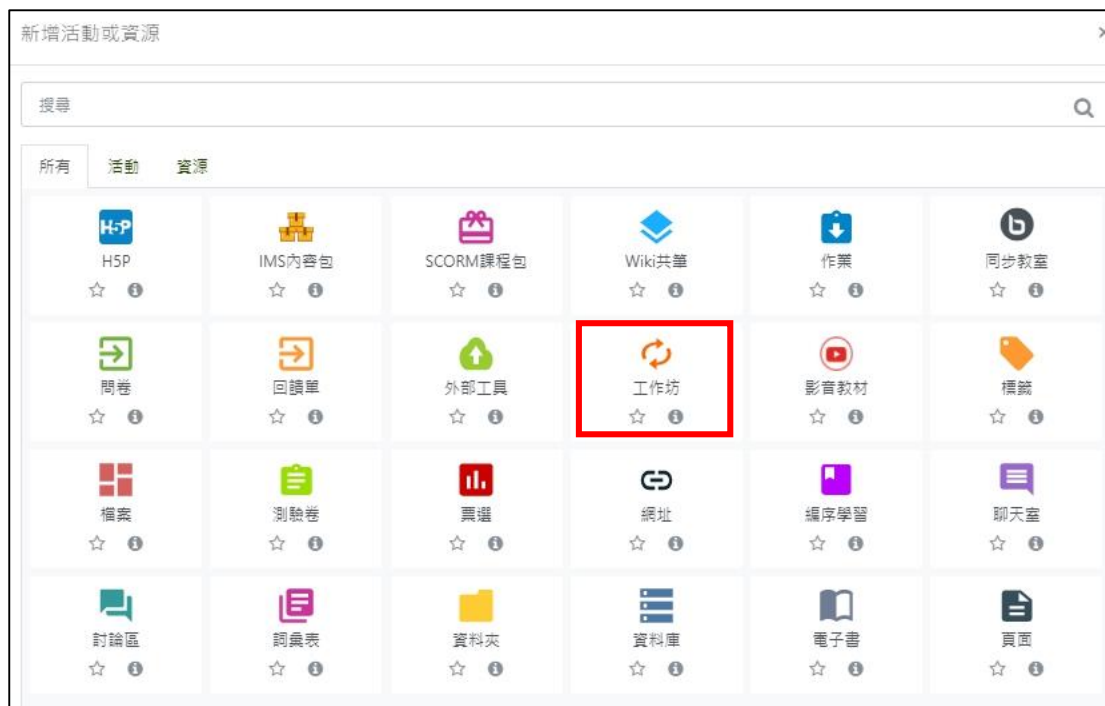 新增活動或資源
搜尋
所有 活動 資源
H5P
H5P IMS內容包 SCORM課程包 Wiki共筆 作業 同步教室
問卷 回饋單 外部工具 工作坊 影音教材 標籤
檔案 測驗卷 票選 網址 編序學習 聊天室
討論區 詞彙表 資料夾 資料庫 電子書 頁面